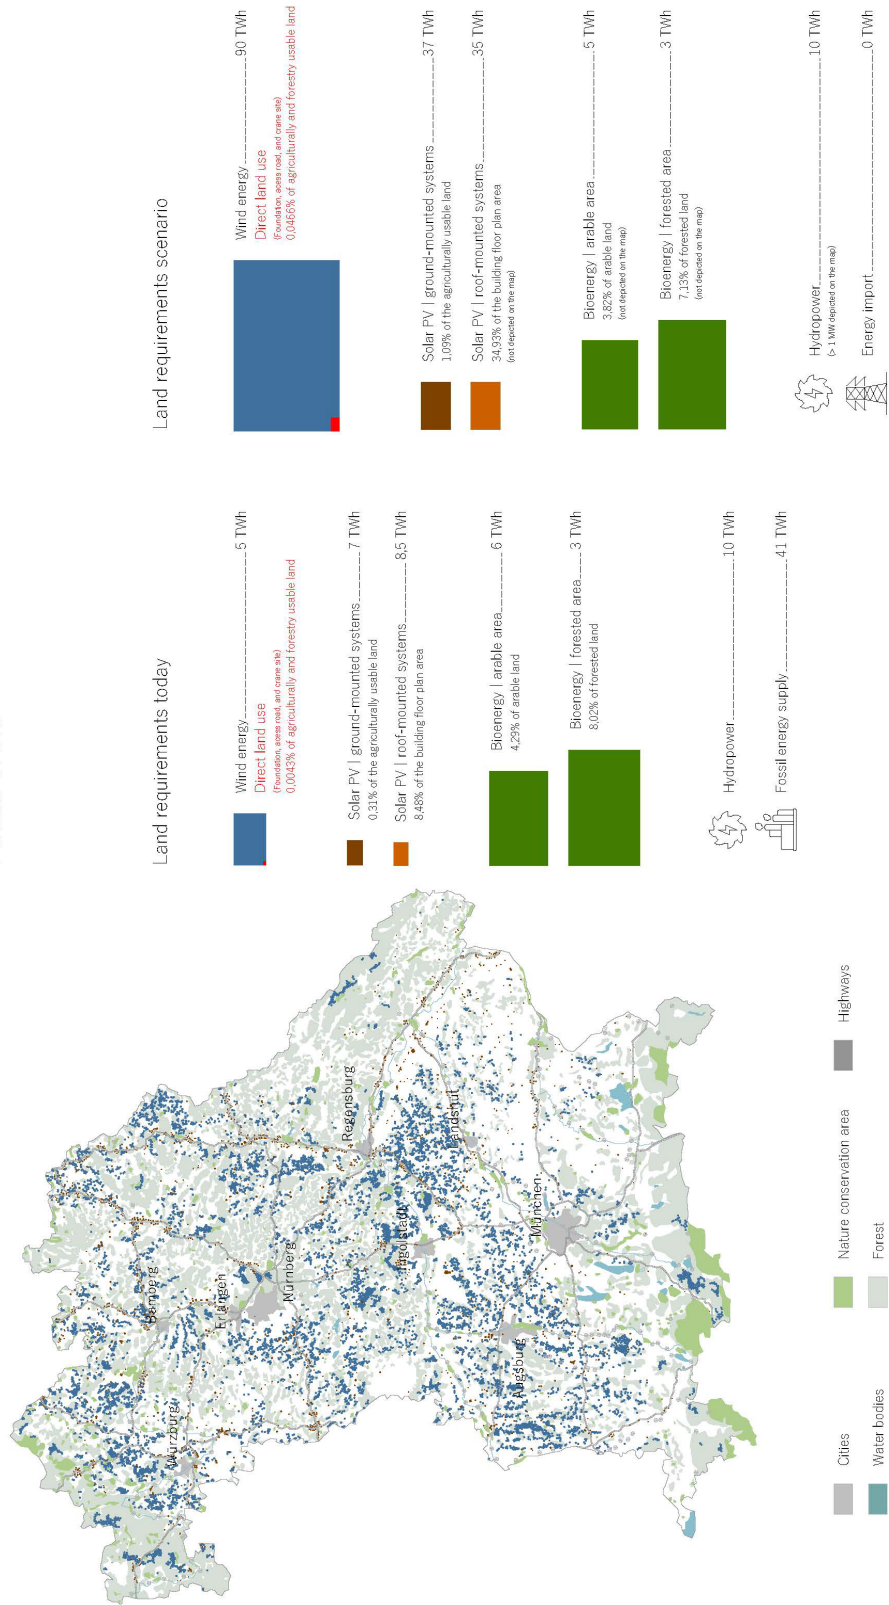 Würzburg
Bamberg
Erlangen
Nürnberg
Regensburg
Ingolstadt
Landshut
Augsburg
München
Cities
Water bodies
Nature conservation area
Forest
Highways
Land requirements today
Wind energy 5 TWh
Direct land use
(Foundation, acess road, and crane site)
0,0043% of agriculturally and forestry usable land
Solar PV | ground-mounted systems 7 TWh
0,31% of the agriculturally usable land
Solar PV | roof-mounted systems 8,5 TWh
8,48% of the building floor plan area
Bioenergy | arable area 6 TWh
4,29% of arable land
Bioenergy | forested area 3 TWh
8,02% of forested land
Hydropower 10 TWh
Fossil energy supply 41 TWh
Land requirements scenario
Wind energy 90 TWh
Direct land use
(Foundation, acess road, and crane site)
0,0466% of agriculturally and forestry usable land
Solar PV | ground-mounted systems 37 TWh
1,09% of the agriculturally usable land
Solar PV | roof-mounted systems 35 TWh
34,93% of the building floor plan area
(not depicted on the map)
Bioenergy | arable area 5 TWh
3,82% of arable land
(not depicted on the map)
Bioenergy | forested area 3 TWh
7,13% of forested land
(not depicted on the map)
Hydropower 10 TWh
(> 1 MW depicted on the map)
Energy import 0 TWh